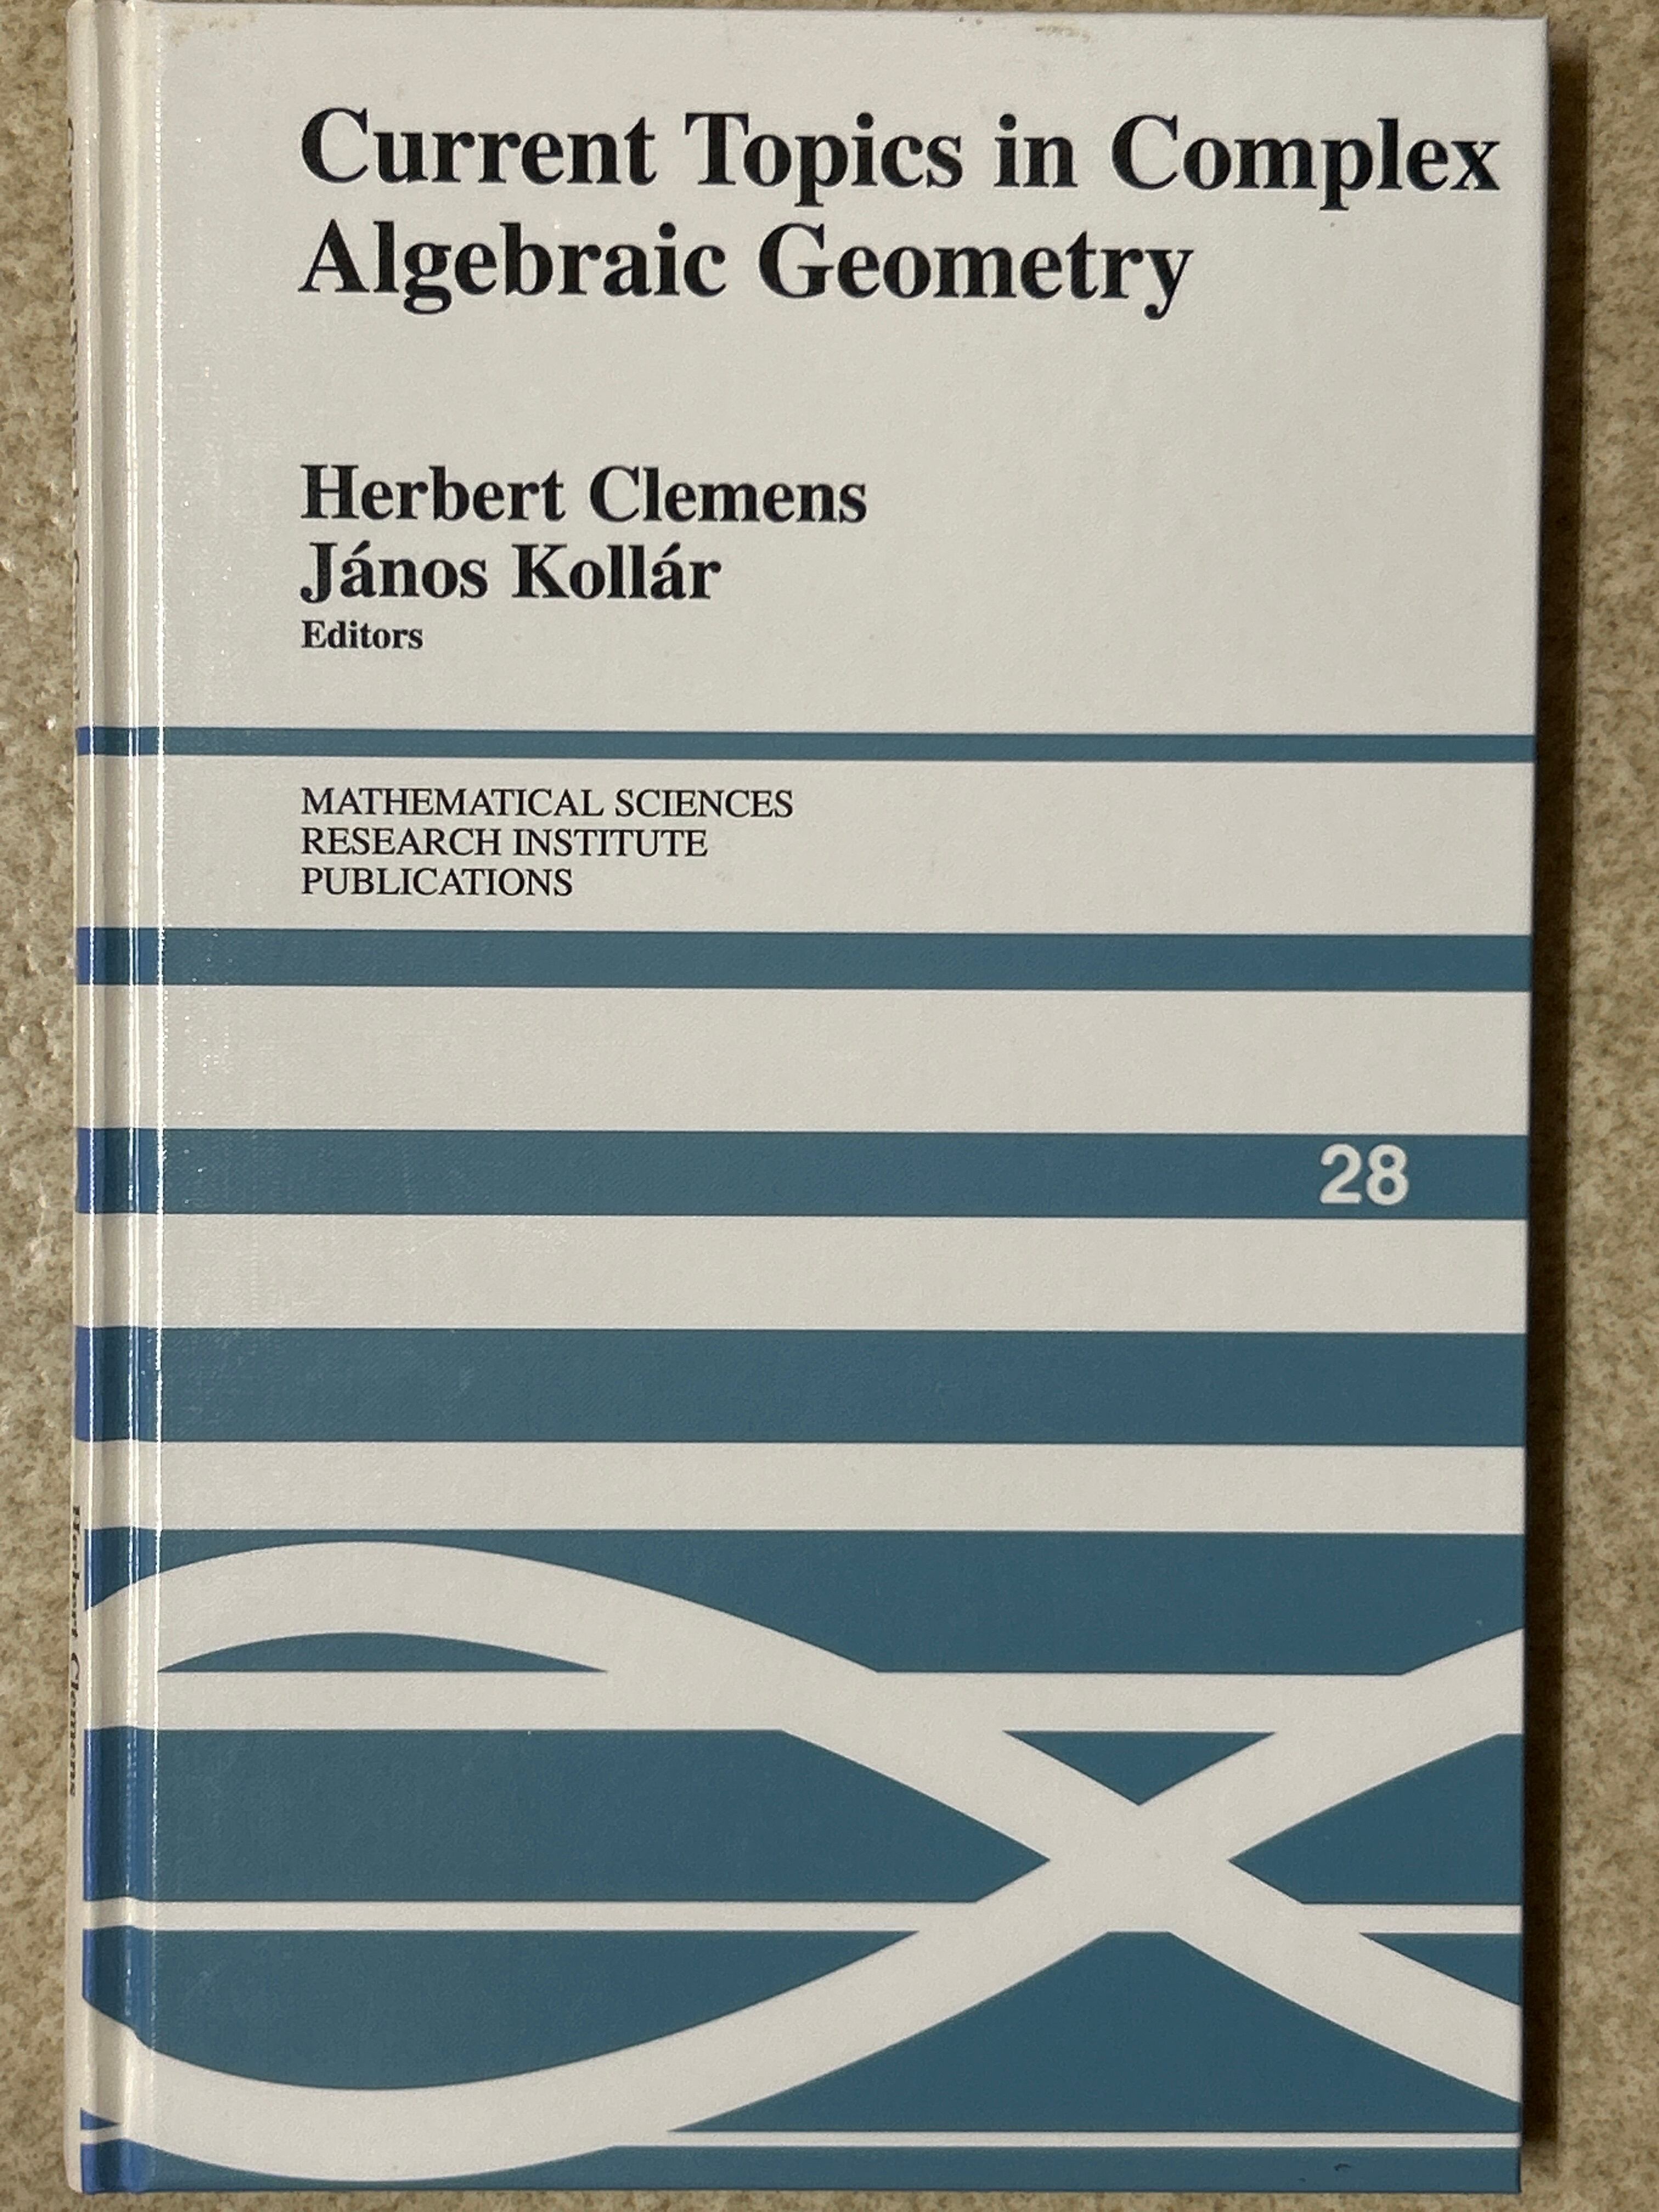 Current Topics in Complex
Algebraic Geometry
Herbert Clemens
János Kollár
Editors
MATHEMATICAL SCIENCES
RESEARCH INSTITUTE
PUBLICATIONS
28
Herbert Clemens